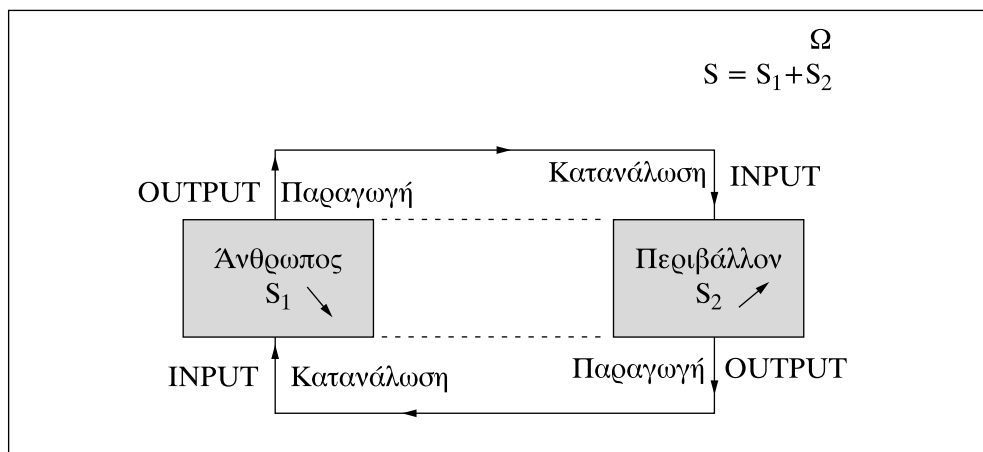 Ω
S = S₁+S₂
Κατανάλωση INPUT
OUTPUT Παραγωγή
Άνθρωπος Περιβάλλον
S₁ S₂
INPUT Κατανάλωση Παραγωγή OUTPUT